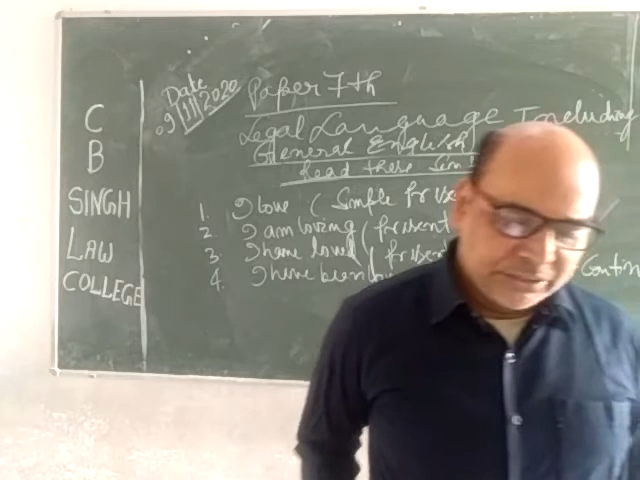 C
B
SINGH
LAW
COLLEGE
Date
09/11/2020
Paper 7th
Legal Language Including
General English
Read these Sen
1. I love ( Simple Prese
2 I am loving ( Present
3 I have loved ( Present
4. I have been Contin